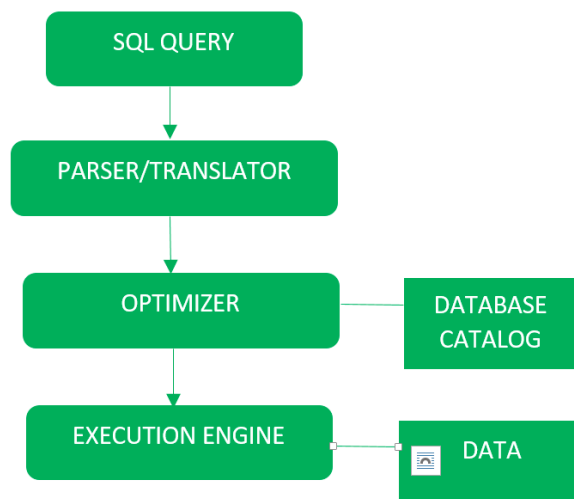 SQL QUERY
PARSER/TRANSLATOR
OPTIMIZER
DATABASE
CATALOG
EXECUTION ENGINE
DATA